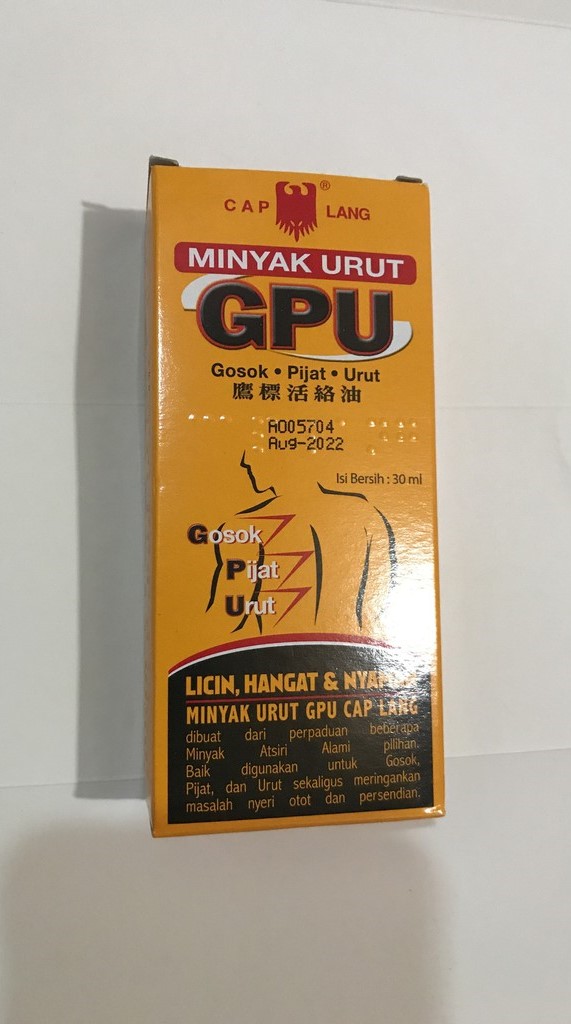 CAP LANG ®
MINYAK URUT
GPU
Gosok • Pijat • Urut
鷹標活絡油
A005704
Aug-2022
Isi Bersih : 30 ml
Gosok
Pijat
Urut
LICIN, HANGAT &
MINYAK URUT GPU CAP LANG
dibuat dari perpaduan beberapa
Minyak Atsiri Alami pilihan.
Baik digunakan untuk Gosok,
Pijat, dan Urut sekaligus meringankan
masalah nyeri otot dan persendian.